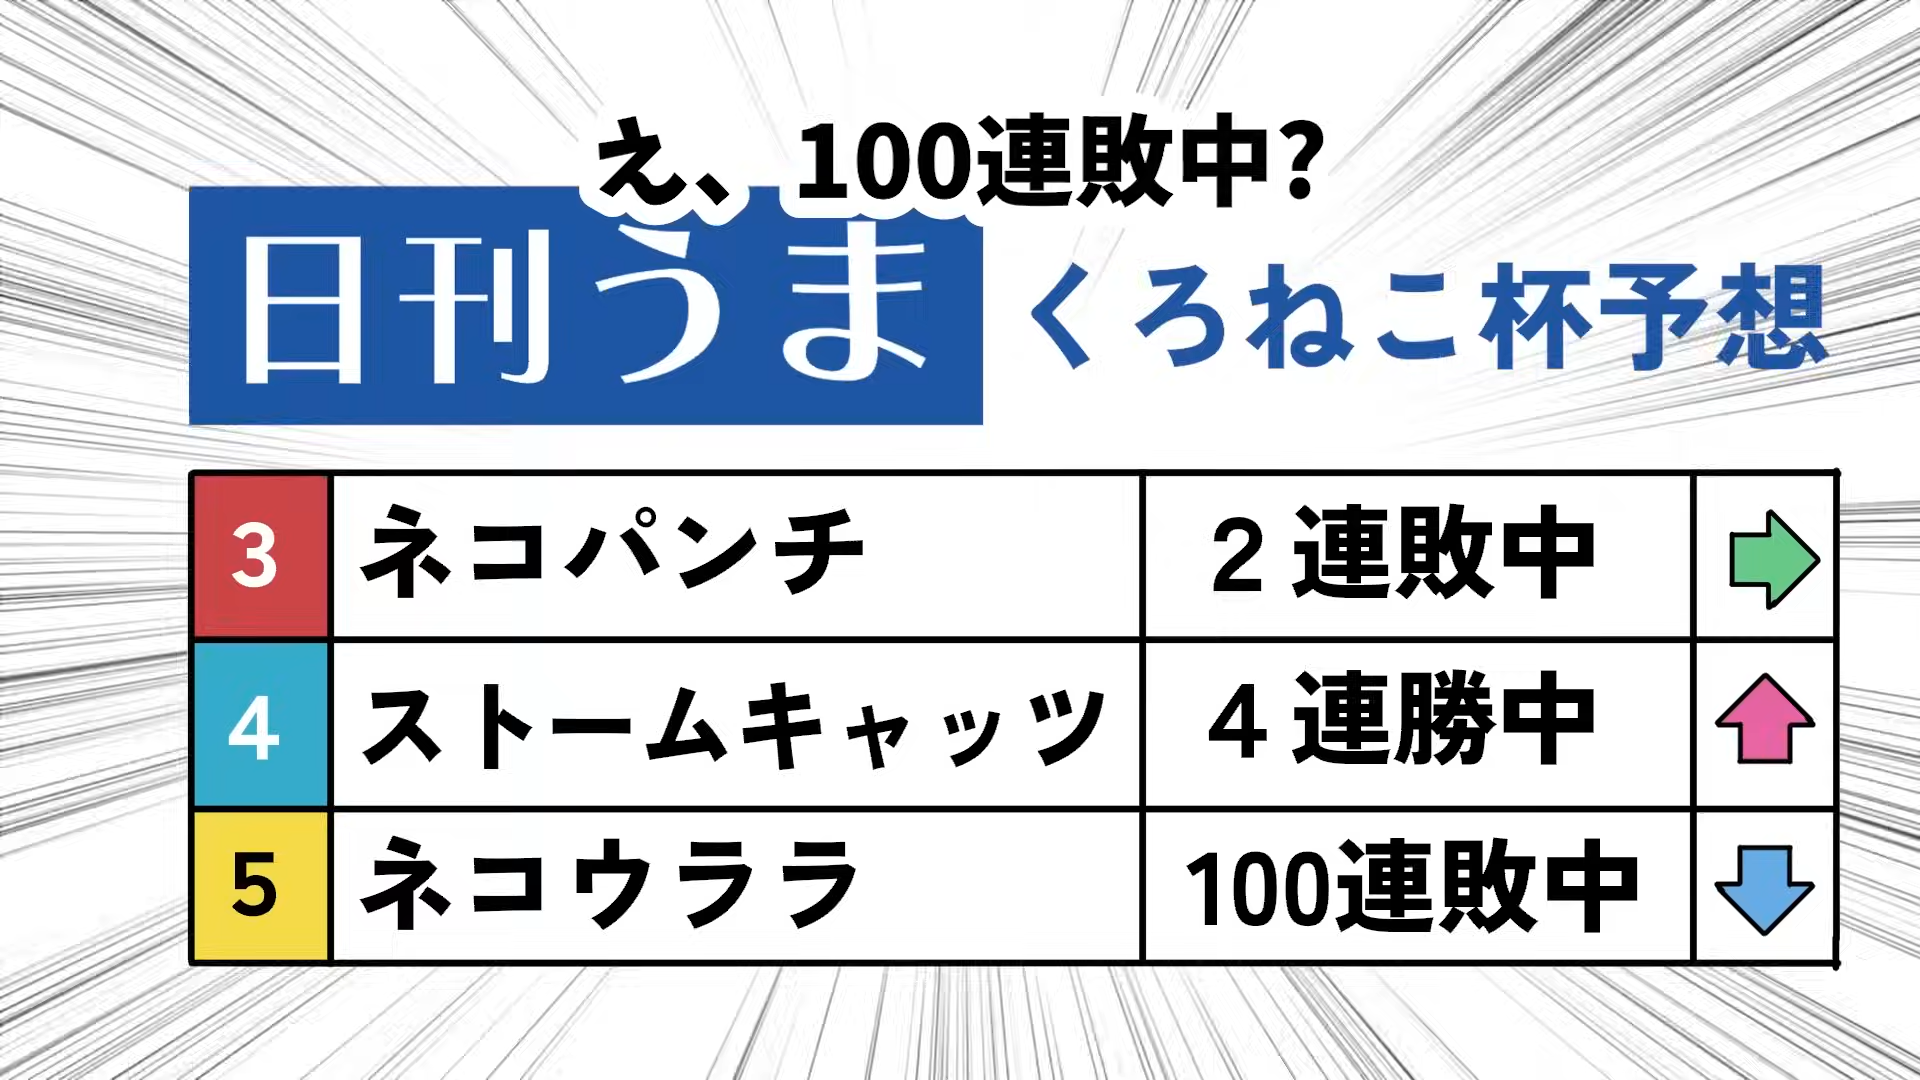 え、100連敗中?
日刊うま くろねこ杯予想
3 ネコパンチ 2連敗中
4 ストームキャッツ 4連勝中
5 ネコウララ 100連敗中